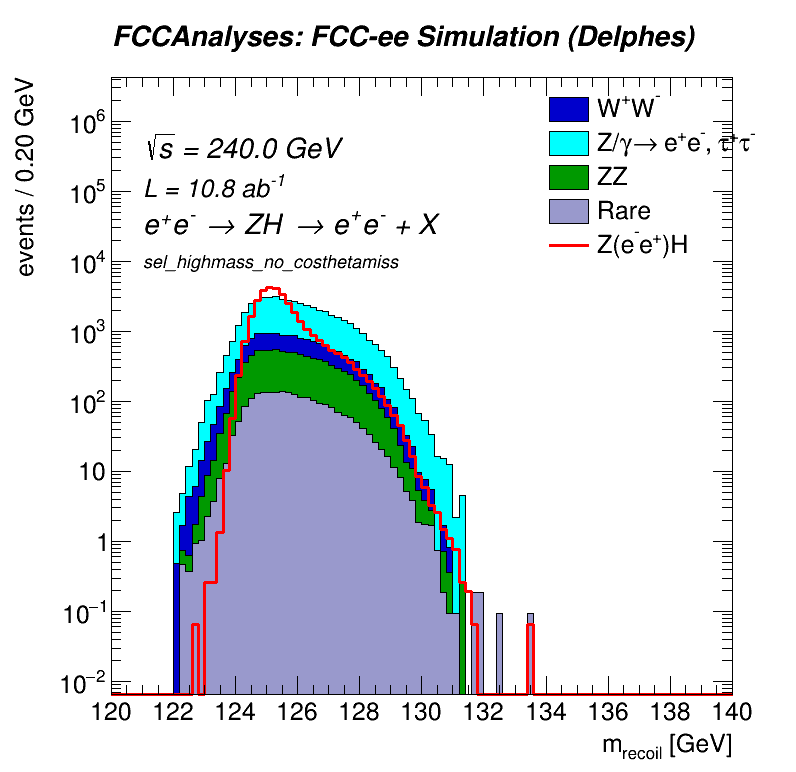 FCCAnalyses: FCC-ee Simulation (Delphes)
events / 0.20 GeV
√s = 240.0 GeV
L = 10.8 ab⁻¹
e⁺e⁻ → ZH → e⁺e⁻ + X
sel_highmass_no_costhetamiss
W⁺W⁻
Z/γ→ e⁺e⁻, τ⁺τ⁻
ZZ
Rare
Z(e⁻e⁺)H
10⁶
10⁵
10⁴
10³
10²
10
1
10⁻¹
10⁻²
120 122 124 126 128 130 132 134 136 138 140
m_recoil [GeV]